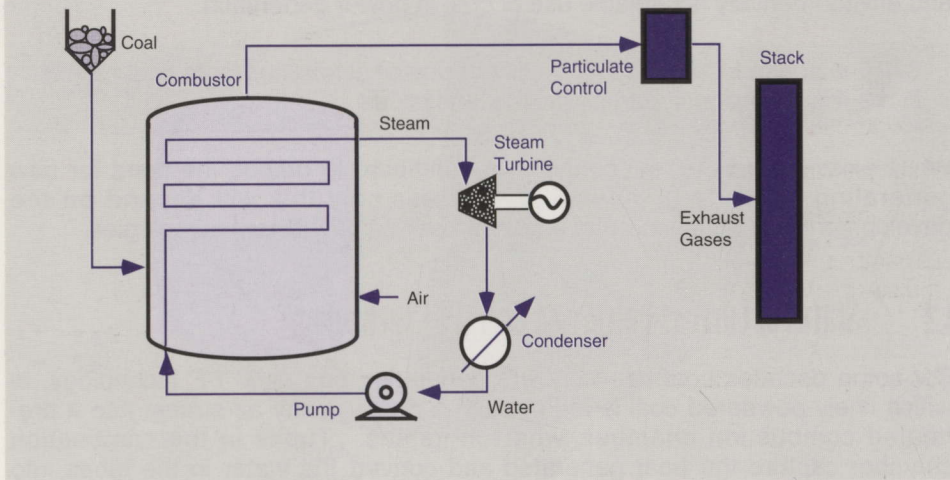 Coal
Combustor
Particulate
Control
Stack
Steam
Steam
Turbine
Exhaust
Gases
Air
Condenser
Pump
Water